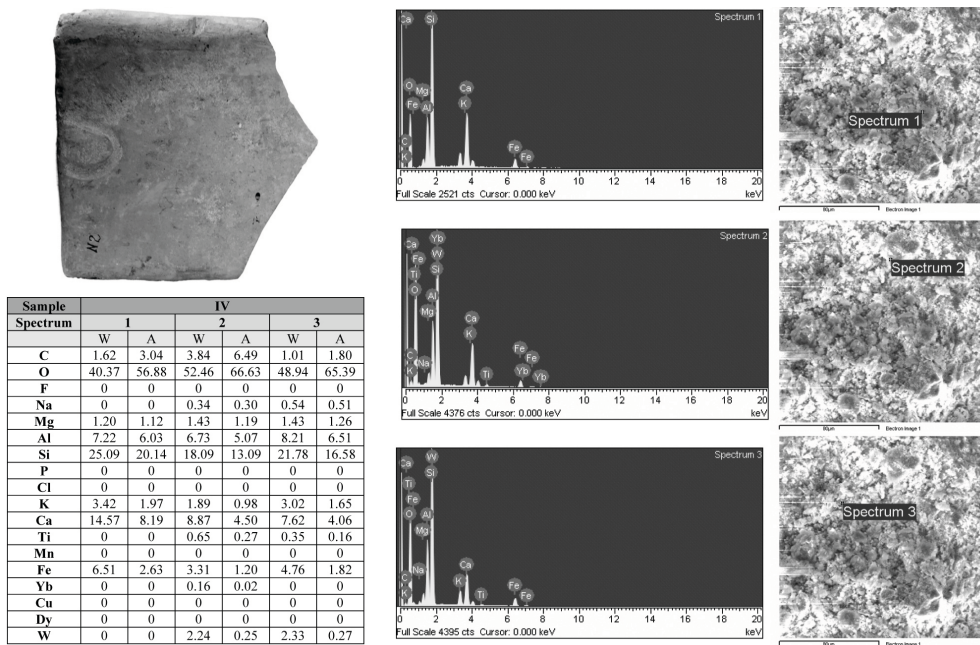 2N
Sample IV
Spectrum 1 2 3
W A W A W A
C 1.62 3.04 3.84 6.49 1.01 1.80
O 40.37 56.88 52.46 66.63 48.94 65.39
F 0 0 0 0 0 0
Na 0 0 0.34 0.30 0.54 0.51
Mg 1.20 1.12 1.43 1.19 1.43 1.26
Al 7.22 6.03 6.73 5.07 8.21 6.51
Si 25.09 20.14 18.09 13.09 21.78 16.58
P 0 0 0 0 0 0
Cl 0 0 0 0 0 0
K 3.42 1.97 1.89 0.98 3.02 1.65
Ca 14.57 8.19 8.87 4.50 7.62 4.06
Ti 0 0 0.65 0.27 0.35 0.16
Mn 0 0 0 0 0 0
Fe 6.51 2.63 3.31 1.20 4.76 1.82
Yb 0 0 0.16 0.02 0 0
Cu 0 0 0 0 0 0
Dy 0 0 0 0 0 0
W 0 0 2.24 0.25 2.33 0.27
Spectrum 1
Ca Si
O Mg Ca
Fe Al K
C Fe
K Fe
0 2 4 6 8 10 12 14 16 18 20
Full Scale 2521 cts Cursor: 0.000 keV keV
Spectrum 2
Ca Yb
Fe W
Ti Si
O Al
Mg Ca
K
C Fe
K Na Fe
Ti Yb Yb
0 2 4 6 8 10 12 14 16 18 20
Full Scale 4376 cts Cursor: 0.000 keV keV
Spectrum 3
W
Ca Si
Ti
Fe
O Al
Mg
Ca
C Na K Fe
K Ti Fe
0 2 4 6 8 10 12 14 16 18 20
Full Scale 4395 cts Cursor: 0.000 keV keV
Spectrum 1
80µm Electron Image 1
Spectrum 2
80µm Electron Image 1
Spectrum 3
80µm Electron Image 1